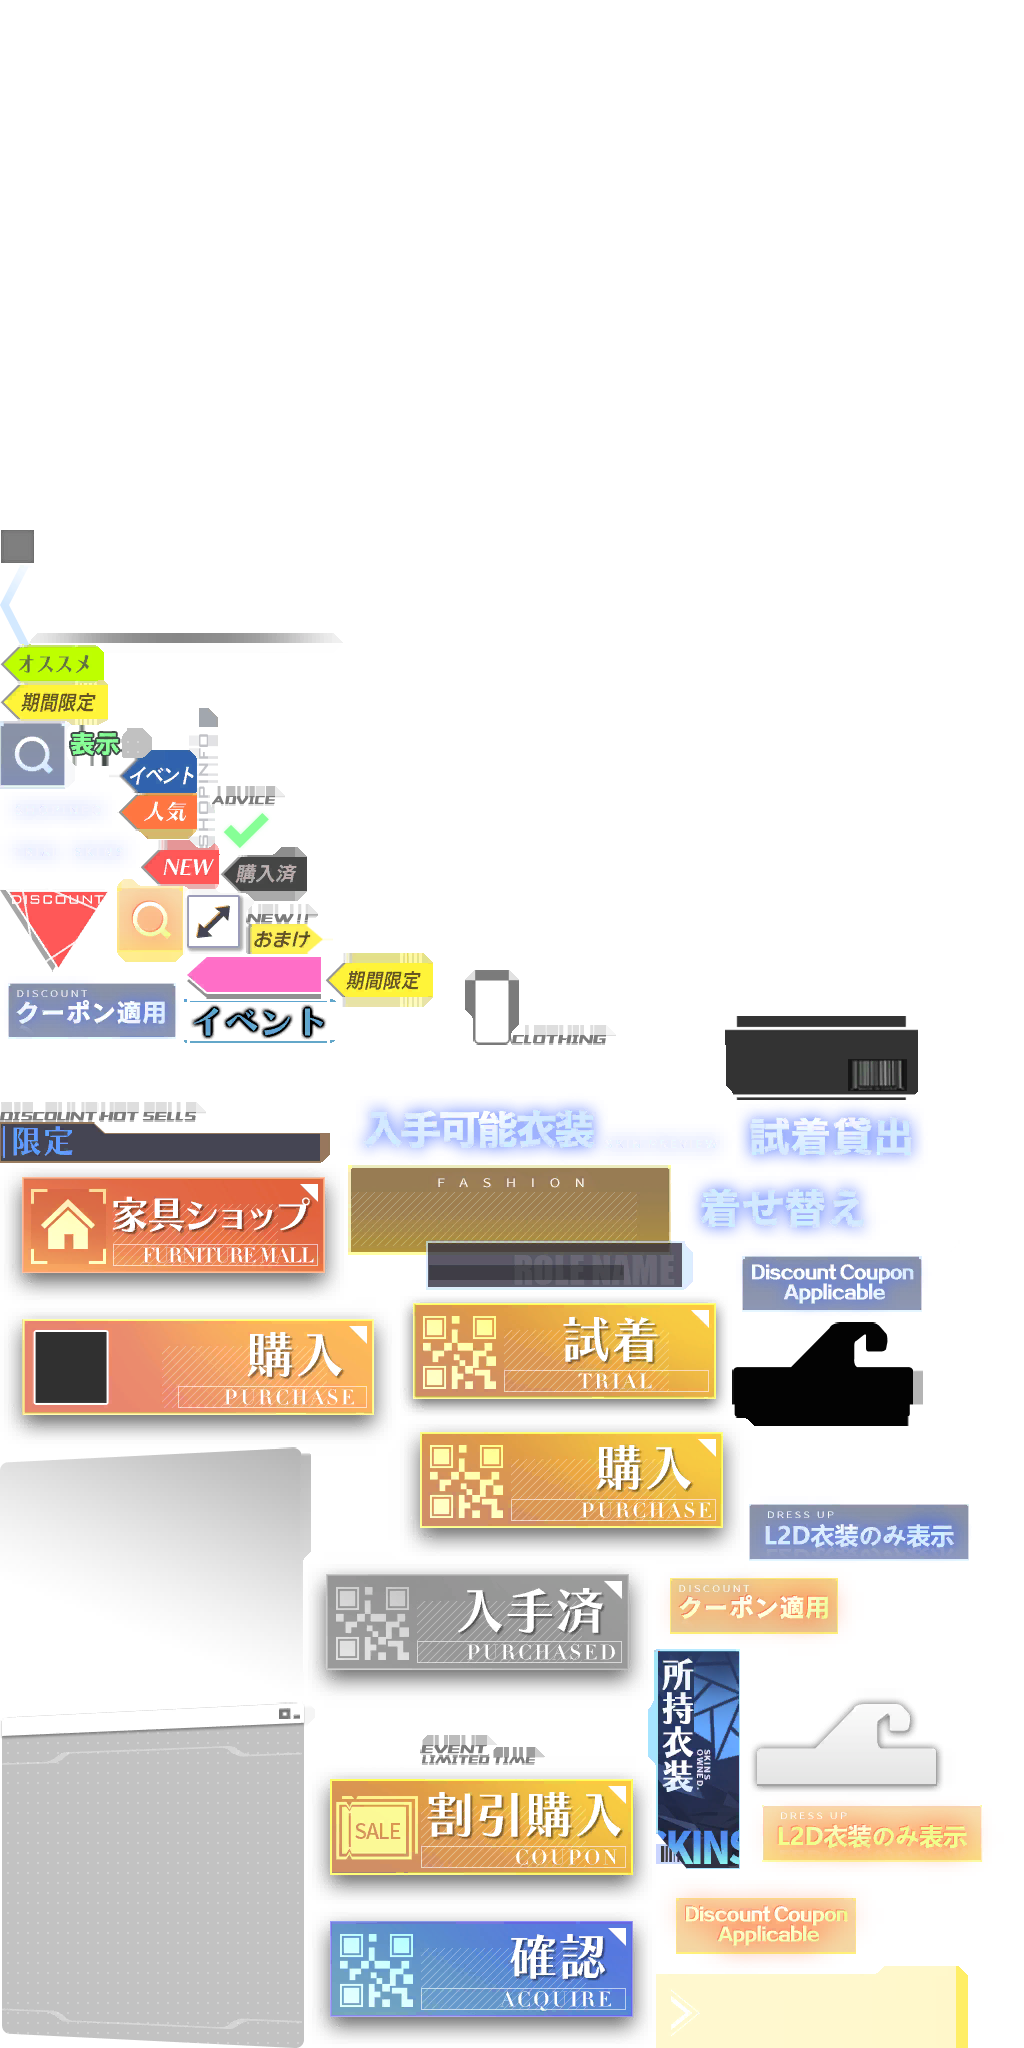 オススメ
期間限定
表示
イベント
SHOPINFO
人気
ADVICE
NEW
購入済
DISCOUNT
NEW!!
おまけ
期間限定
DISCOUNT
クーポン適用
イベント
CLOTHING
DISCOUNT HOT SELLS
限定
入手可能衣装
試着貸出
家具ショップ
FURNITURE MALL
FASHION
着せ替え
ROLE NAME
Discount Coupon
Applicable
購入
PURCHASE
試着
TRIAL
購入
PURCHASE
DRESS UP
L2D衣装のみ表示
入手済
PURCHASED
DISCOUNT
クーポン適用
所持衣装
SKINS
OWNED.
SKINS
EVENT
LIMITED TIME
SALE
割引購入
COUPON
DRESS UP
L2D衣装のみ表示
Discount Coupon
Applicable
確認
ACQUIRE